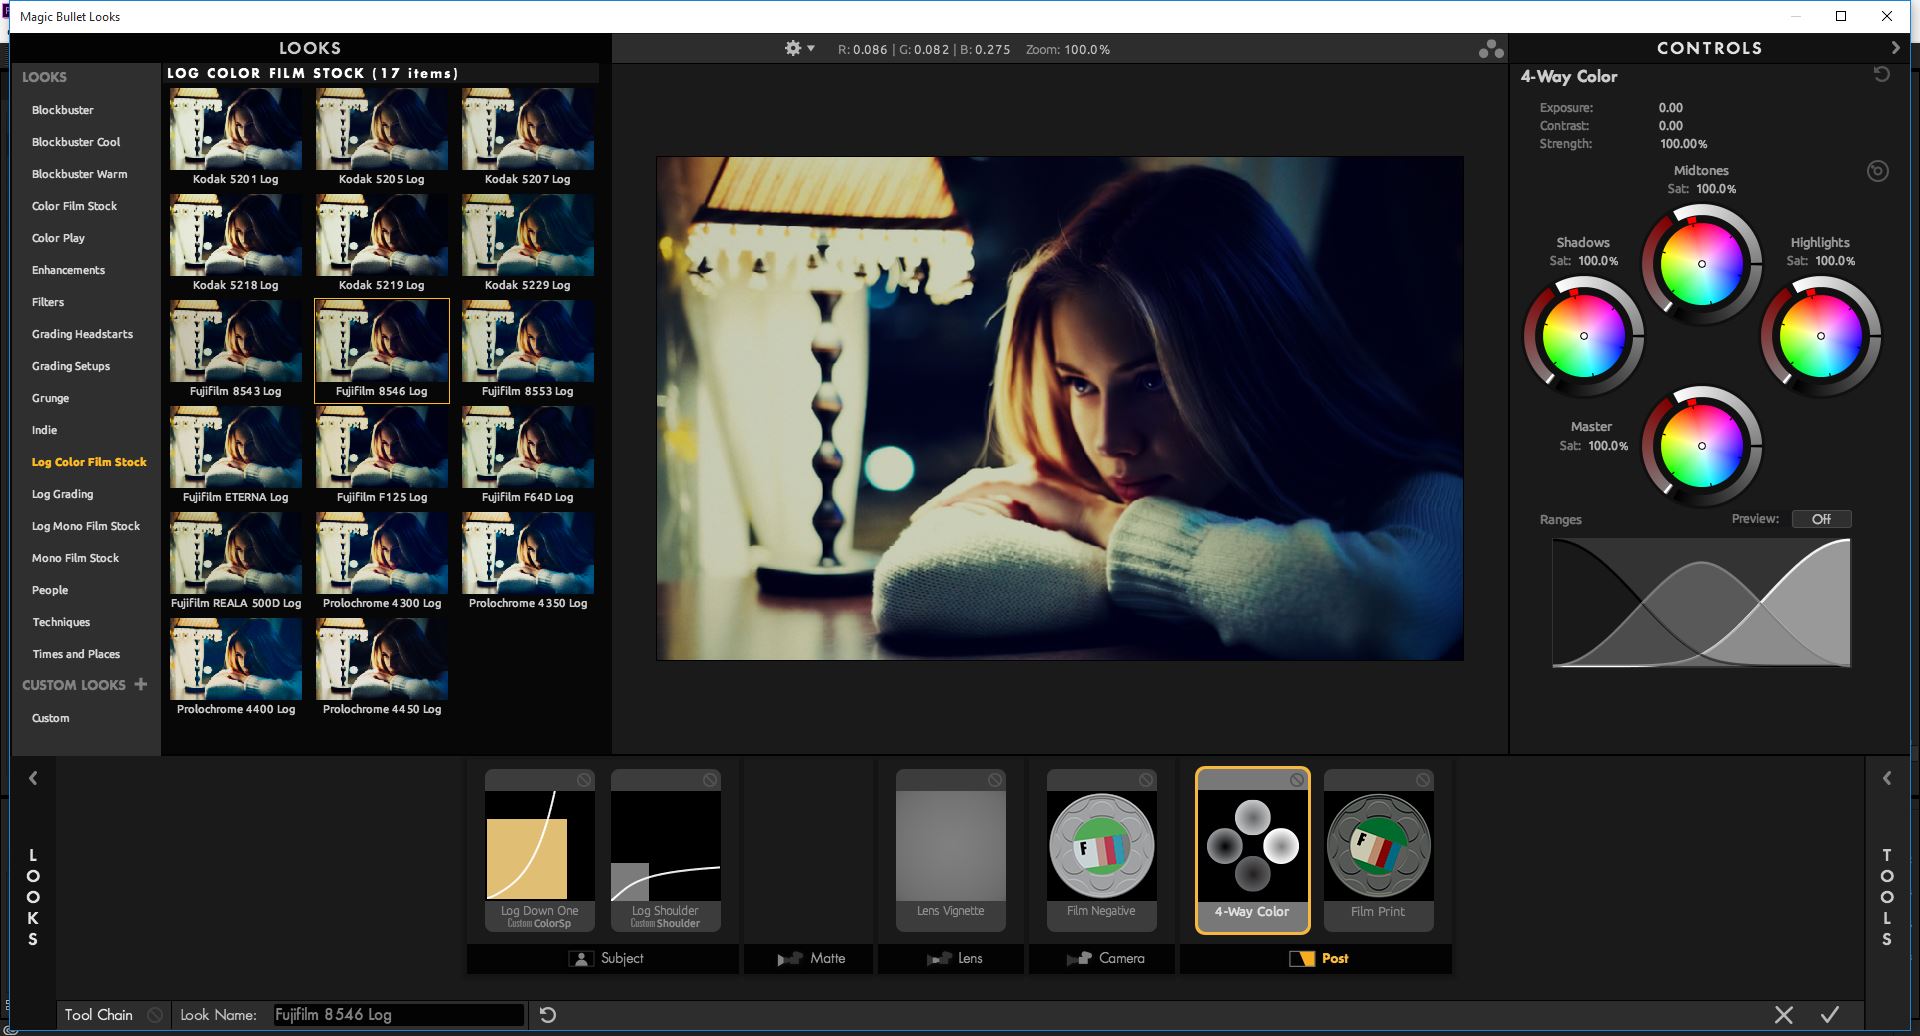 Magic Bullet Looks
LOOKS
R: 0.086 | G: 0.082 | B: 0.275 Zoom: 100.0%
CONTROLS
LOOKS
Blockbuster
Blockbuster Cool
Blockbuster Warm
Color Film Stock
Color Play
Enhancements
Filters
Grading Headstarts
Grading Setups
Grunge
Indie
Log Color Film Stock
Log Grading
Log Mono Film Stock
Mono Film Stock
People
Techniques
Times and Places
CUSTOM LOOKS +
Custom
LOG COLOR FILM STOCK (17 items)
Kodak 5201 Log
Kodak 5205 Log
Kodak 5207 Log
Kodak 5218 Log
Kodak 5219 Log
Kodak 5229 Log
Fujifilm 8543 Log
Fujifilm 8546 Log
Fujifilm 8553 Log
Fujifilm ETERNA Log
Fujifilm F125 Log
Fujifilm F64D Log
Fujifilm REALA 500D Log
Prolochrome 4300 Log
Prolochrome 4350 Log
Prolochrome 4400 Log
Prolochrome 4450 Log
4-Way Color
Exposure: 0.00
Contrast: 0.00
Strength: 100.00%
Midtones
Sat: 100.0%
Shadows
Sat: 100.0%
Highlights
Sat: 100.0%
Master
Sat: 100.0%
Ranges
Preview: Off
LOOKS
Log Down One
Custom ColorSp
Log Shoulder
Custom Shoulder
Lens Vignette
F
Film Negative
4-Way Color
F
Film Print
Subject
Matte
Lens
Camera
Post
TOOLS
Tool Chain
Look Name: Fujifilm 8546 Log